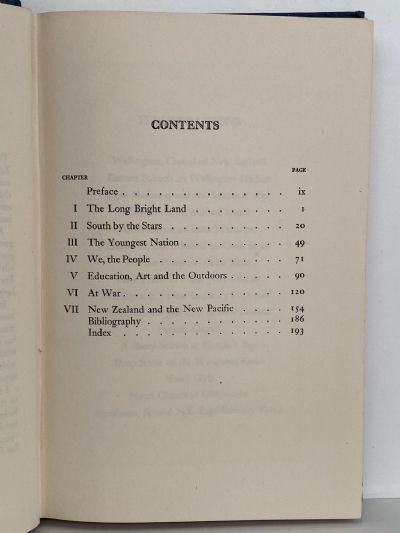 CONTENTS
CHAPTER PAGE
Preface . . . . . . . . . . . . . . ix
I The Long Bright Land . . . . . . . . 1
II South by the Stars . . . . . . . . . 20
III The Youngest Nation . . . . . . . . . 49
IV We, the People . . . . . . . . . . . 71
V Education, Art and the Outdoors . . . . . 90
VI At War . . . . . . . . . . . . . . 120
VII New Zealand and the New Pacific . . . . 154
Bibliography . . . . . . . . . . . 186
Index . . . . . . . . . . . . . . 193